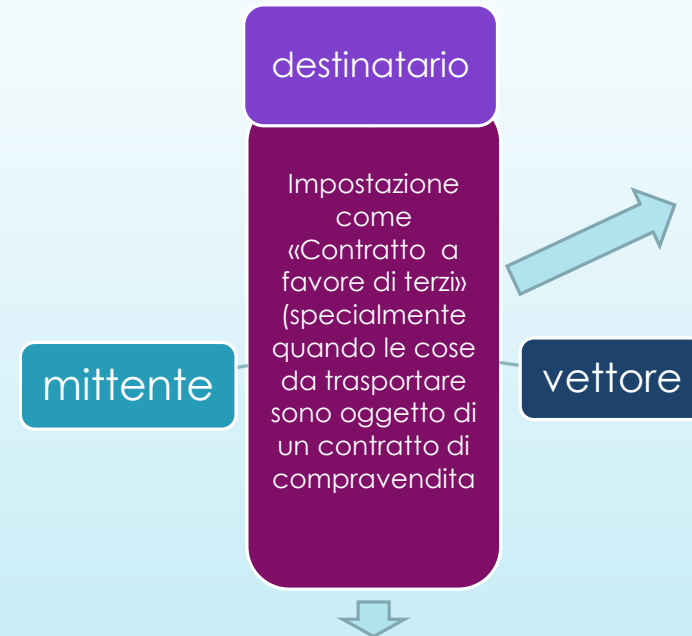 destinatario
Impostazione
come
«Contratto a
favore di terzi»
(specialmente
quando le cose
da trasportare
sono oggetto di
un contratto di
compravendita
mittente
vettore